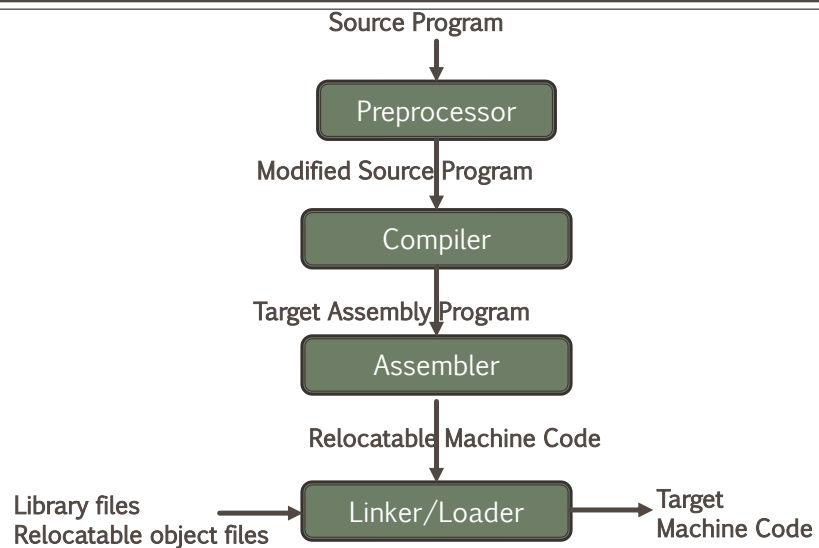 Source Program
Preprocessor
Modified Source Program
Compiler
Target Assembly Program
Assembler
Relocatable Machine Code
Library files
Relocatable object files
Linker/Loader
Target
Machine Code